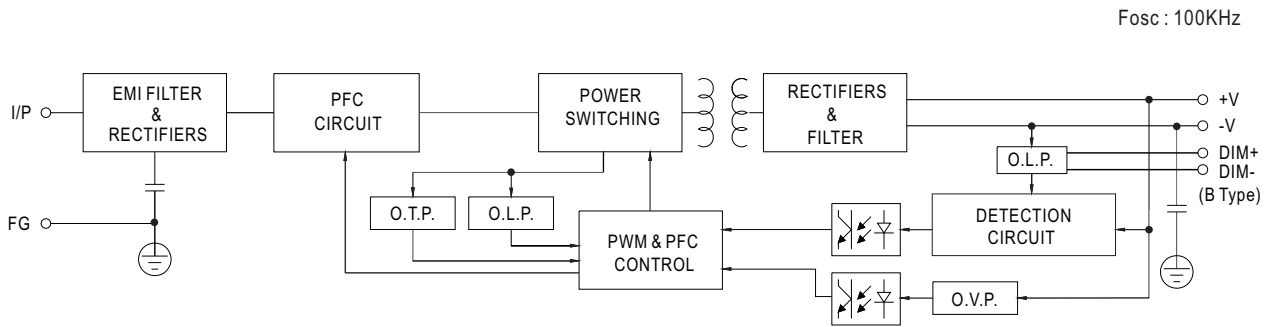 Fosc : 100KHz
I/P
EMI FILTER
&
RECTIFIERS
PFC
CIRCUIT
POWER
SWITCHING
RECTIFIERS
&
FILTER
+V
-V
DIM+
DIM-
(B Type)
O.L.P.
FG
O.T.P.
O.L.P.
PWM & PFC
CONTROL
DETECTION
CIRCUIT
O.V.P.